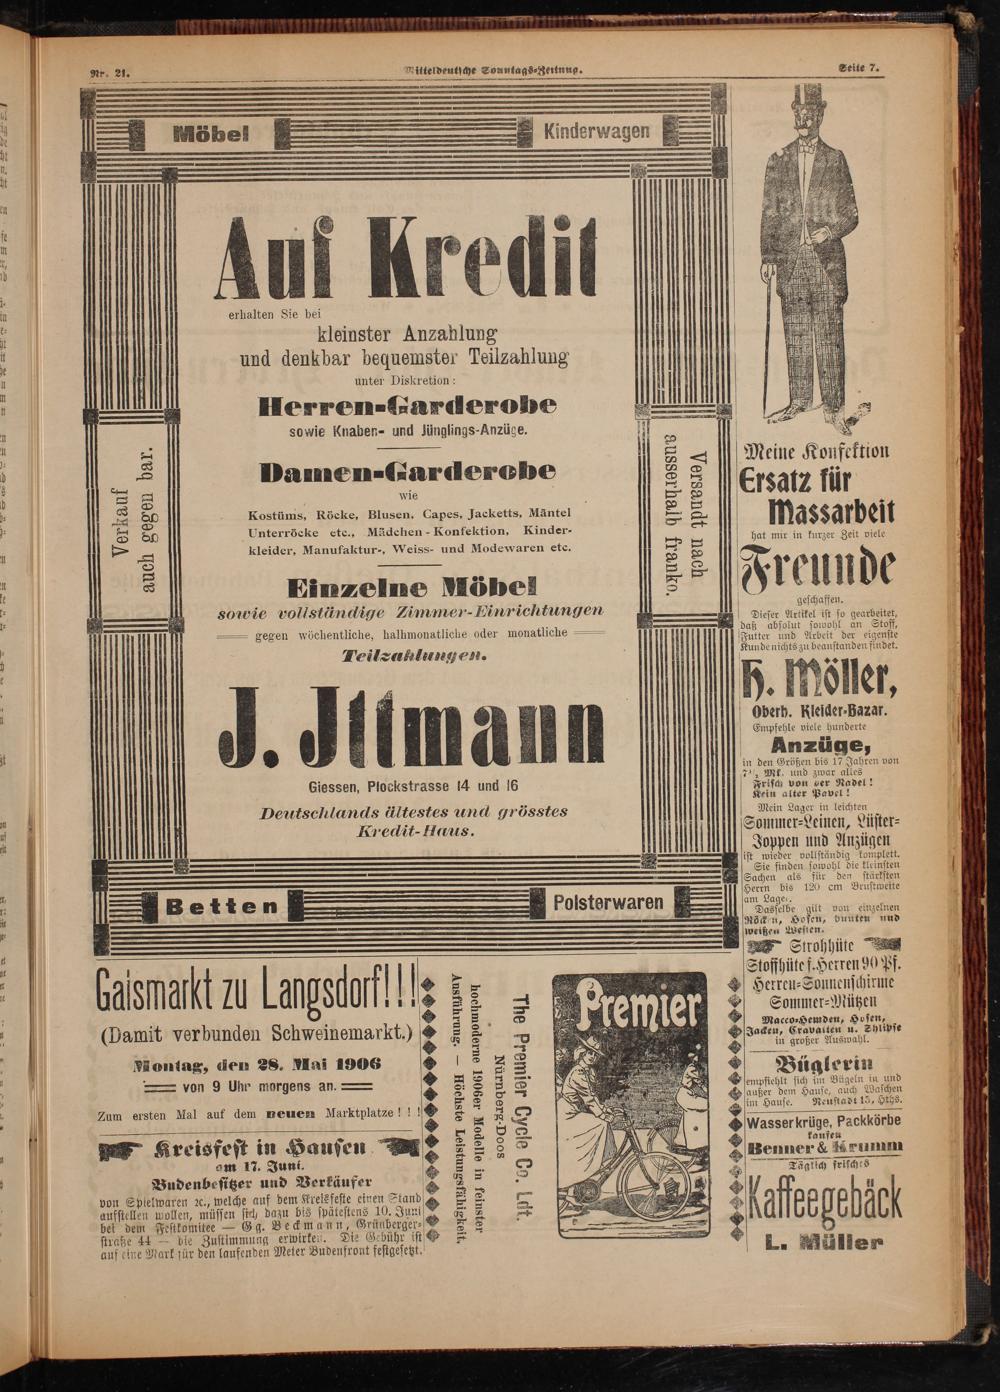 Nr. 21.
Mitteldeutsche Sonntags-Zeitung.
Seite 7.
Möbel
Kinderwagen
Auf Kredit
erhalten Sie bei
kleinster Anzahlung
und denkbar bequemster Teilzahlung
unter Diskretion:
Herren-Garderobe
sowie Knaben- und Jünglings-Anzüge.
Damen-Garderobe
wie
Kostüms, Röcke, Blusen, Capes, Jacketts, Mäntel
Unterröcke etc., Mädchen-Konfektion, Kinder-
kleider, Manufaktur-, Weiss- und Modewaren etc.
Einzelne Möbel
sowie vollständige Zimmer-Einrichtungen
gegen wöchentliche, halbmonatliche oder monatliche
Teilzahlungen.
J. Jttmann
Giessen, Plockstrasse 14 und 16
Deutschlands ältestes und grösstes
Kredit-Haus.
Verkauf
auch gegen bar.
Versandt nach
ausserhalb franko.
Betten
Polsterwaren
Gaismarkt zu Langsdorf!!!
(Damit verbunden Schweinemarkt.)
Montag, den 28. Mai 1906
von 9 Uhr morgens an.
Zum ersten Mal auf dem neuen Marktplatze!!!
Kreisfest in Hausen
am 17. Juni.
Budenbesitzer und Verkäufer
von Spielwaren ꝛc., welche auf dem Kreisfeste einen Stand
aufstellen wollen, müssen sich dazu bis spätestens 10. Juni
bei dem Festkomitee — Gg. Beckmann, Grünberger-
straße 44 — die Zustimmung erwirken. Die Gebühr ist
auf eine Mark für den laufenden Meter Budenfront festgesetzt.
The Premier Cycle Co. Ldt.
Nürnberg-Doos
hochmoderne 1906er Modelle in feinster
Ausführung. — Höchste Leistungsfähigkeit.
Premier
Meine Konfektion
Ersatz für
Massarbeit
hat mir in kurzer Zeit viele
Freunde
geschaffen.
Dieser Artikel ist so gearbeitet,
daß absolut sowohl an Stoff,
Futter und Arbeit der eigenste
Kunde nichts zu beanstanden findet.
H. Möller,
Oberh. Kleider-Bazar.
Empfehle viele hunderte
Anzüge,
in den Größen bis 17 Jahren von
Mk. und zwar alles
Frisch von der Nadel!
Kein alter Pavel!
Mein Lager in leichten
Sommer-Leinen, Lüster-
Joppen und Anzügen
ist wieder vollständig komplett.
Sie finden sowohl die kleinsten
Sachen als für den stärksten
Herrn bis 120 cm Brustweite
am Lager.
Dasselbe gilt von einzelnen
Röcken, Hosen, bunten und
weißen Westen.
Strohhüte
Stoffhüte f. Herren 90 Pf.
Herren-Sonnenschirme
Sommer-Mützen
Macco-Hemden, Hosen,
Jacken, Cravatten u. Shlipse
in großer Auswahl.
Büglerin
empfiehlt sich im Bügeln in und
außer dem Hause, auch Waschen
im Hause. Neustadt 15, Hths.
Wasserkrüge, Packkörbe
kaufen
Benner & Krumm
Täglich frisches
Kaffeegebäck
L. Müller